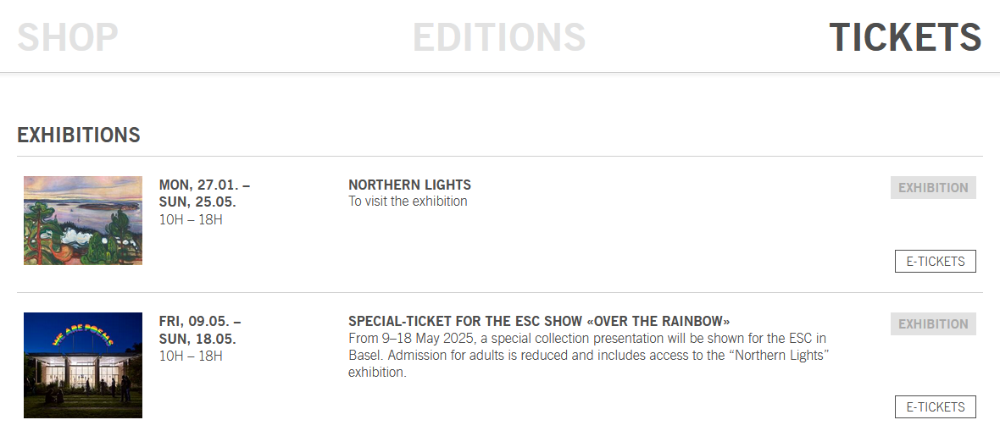 SHOP
EDITIONS
TICKETS
EXHIBITIONS
MON, 27.01. –
SUN, 25.05.
10H – 18H
NORTHERN LIGHTS
To visit the exhibition
EXHIBITION
E-TICKETS
WE ARE POEMS
FRI, 09.05. –
SUN, 18.05.
10H – 18H
SPECIAL-TICKET FOR THE ESC SHOW «OVER THE RAINBOW»
From 9–18 May 2025, a special collection presentation will be shown for the ESC in
Basel. Admission for adults is reduced and includes access to the “Northern Lights”
exhibition.
EXHIBITION
E-TICKETS